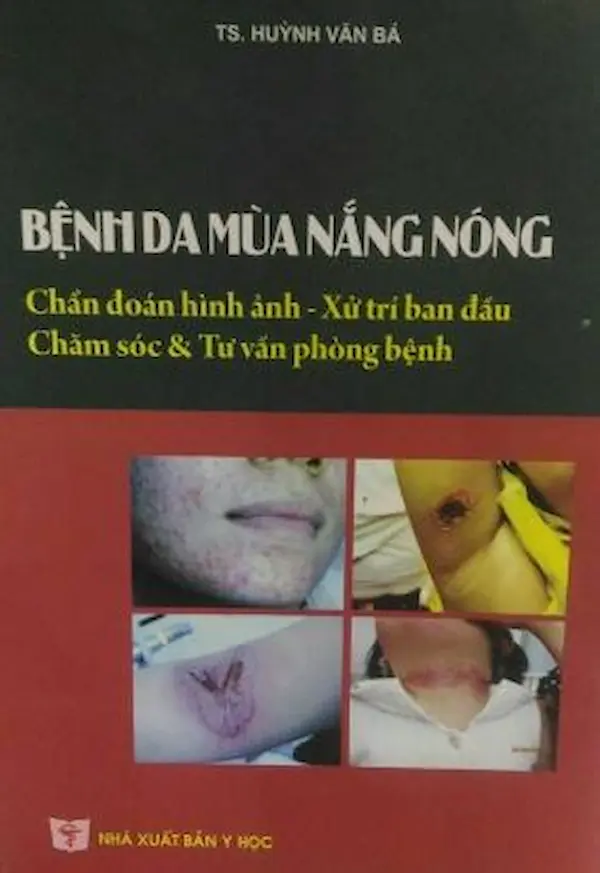 TS. HUỲNH VĂN BÁ
BỆNH DA MÙA NẮNG NÓNG
Chẩn đoán hình ảnh - Xử trí ban đầu
Chăm sóc & Tư vấn phòng bệnh
NHÀ XUẤT BẢN Y HỌC